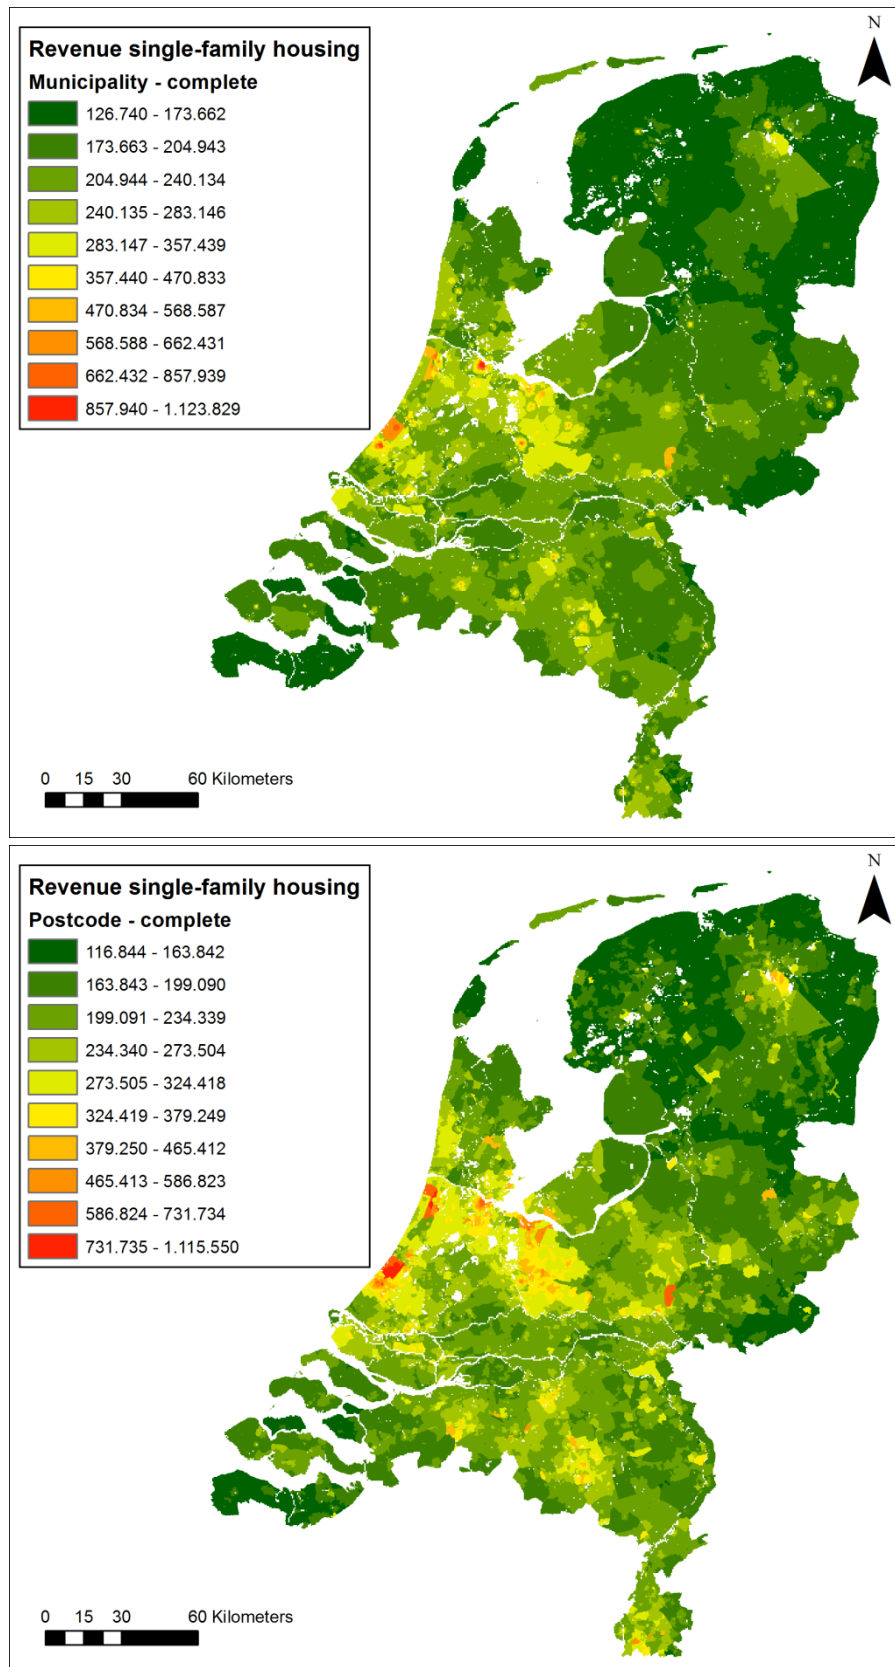 N
Revenue single-family housing
Municipality - complete
126.740 - 173.662
173.663 - 204.943
204.944 - 240.134
240.135 - 283.146
283.147 - 357.439
357.440 - 470.833
470.834 - 568.587
568.588 - 662.431
662.432 - 857.939
857.940 - 1.123.829
0 15 30 60 Kilometers
N
Revenue single-family housing
Postcode - complete
116.844 - 163.842
163.843 - 199.090
199.091 - 234.339
234.340 - 273.504
273.505 - 324.418
324.419 - 379.249
379.250 - 465.412
465.413 - 586.823
586.824 - 731.734
731.735 - 1.115.550
0 15 30 60 Kilometers